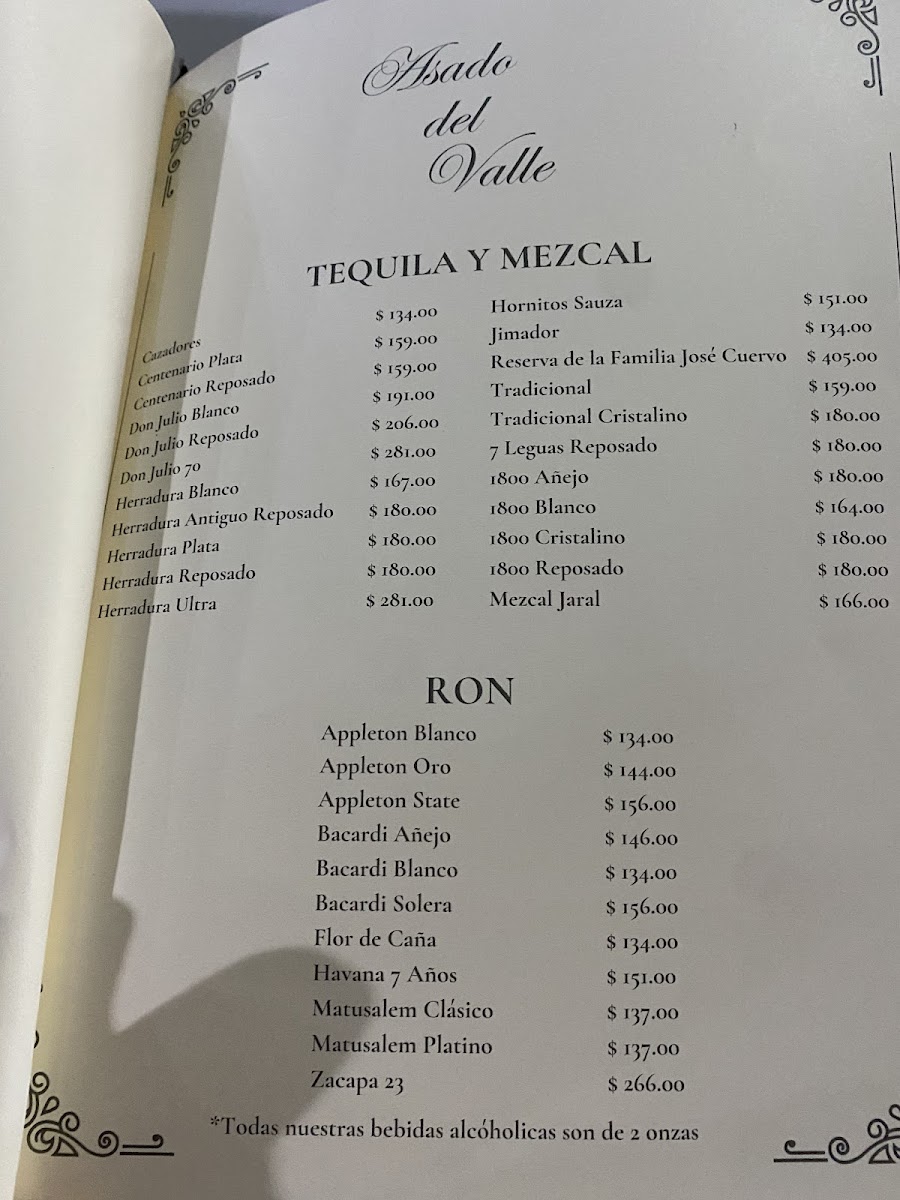 Asado
del
Valle
TEQUILA Y MEZCAL
Cazadores $ 134.00
Centenario Plata $ 159.00
Centenario Reposado $ 159.00
Don Julio Blanco $ 191.00
Don Julio Reposado $ 206.00
Don Julio 70 $ 281.00
Herradura Blanco $ 167.00
Herradura Antiguo Reposado $ 180.00
Herradura Plata $ 180.00
Herradura Reposado $ 180.00
Herradura Ultra $ 281.00
Hornitos Sauza $ 151.00
Jimador $ 134.00
Reserva de la Familia José Cuervo $ 405.00
Tradicional $ 159.00
Tradicional Cristalino $ 180.00
7 Leguas Reposado $ 180.00
1800 Añejo $ 180.00
1800 Blanco $ 164.00
1800 Cristalino $ 180.00
1800 Reposado $ 180.00
Mezcal Jaral $ 166.00
RON
Appleton Blanco $ 134.00
Appleton Oro $ 144.00
Appleton State $ 156.00
Bacardi Añejo $ 146.00
Bacardi Blanco $ 134.00
Bacardi Solera $ 156.00
Flor de Caña $ 134.00
Havana 7 Años $ 151.00
Matusalem Clásico $ 137.00
Matusalem Platino $ 137.00
Zacapa 23 $ 266.00
*Todas nuestras bebidas alcóholicas son de 2 onzas